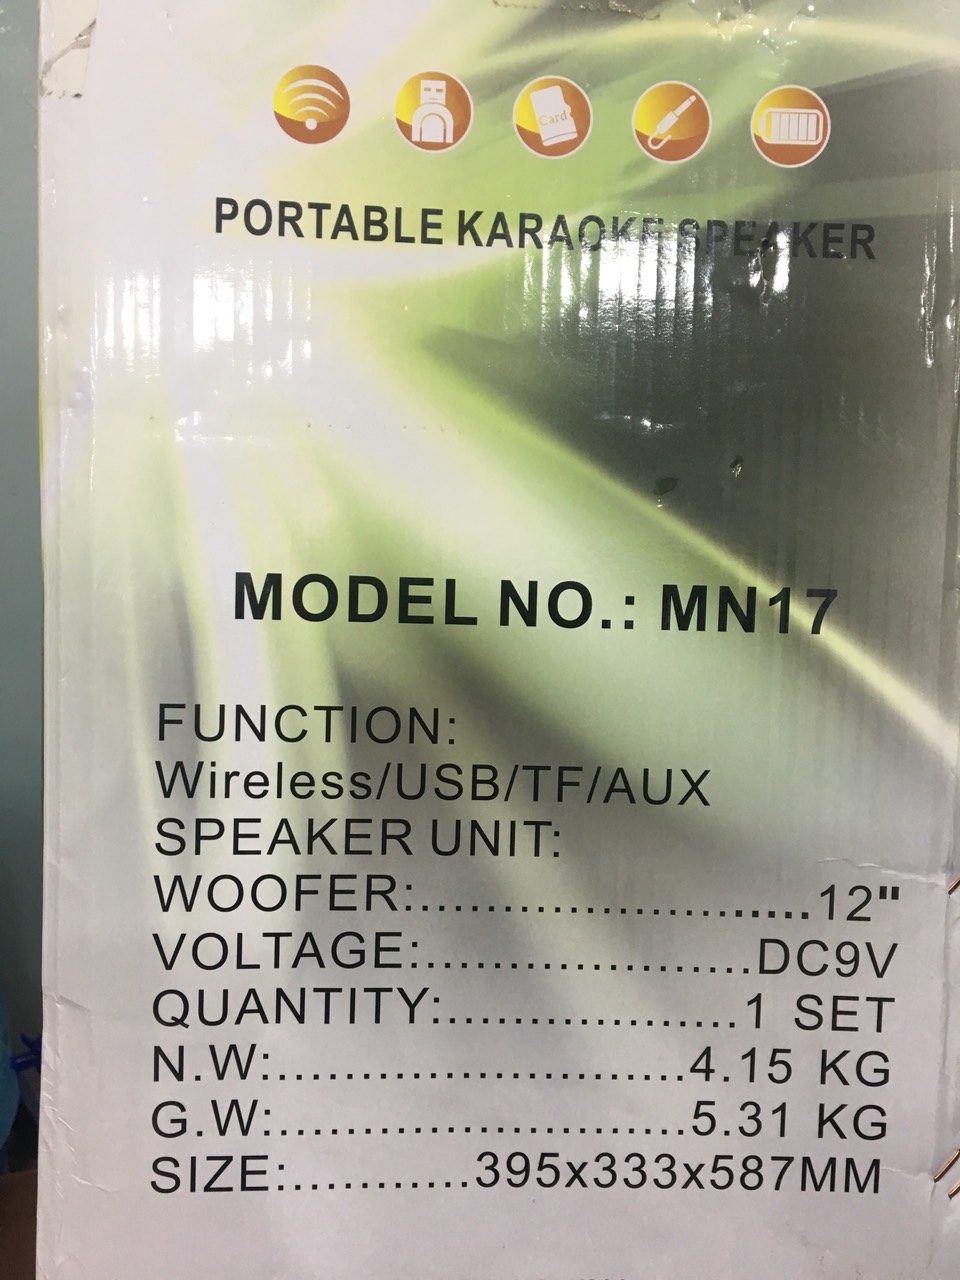 Card
PORTABLE KARAOKE SPEAKER
MODEL NO.: MN17
FUNCTION:
Wireless/USB/TF/AUX
SPEAKER UNIT:
WOOFER:.........................12"
VOLTAGE:....................DC9V
QUANTITY:..................1 SET
N.W:.........................4.15 KG
G.W:.........................5.31 KG
SIZE:...........395x333x587MM